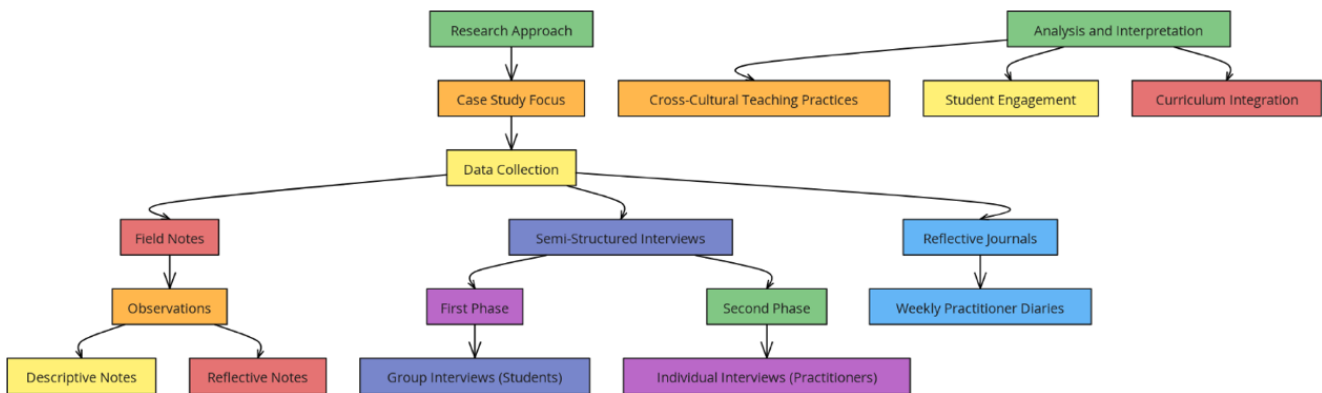 Research Approach
Analysis and Interpretation
Case Study Focus
Cross-Cultural Teaching Practices
Student Engagement
Curriculum Integration
Data Collection
Field Notes
Semi-Structured Interviews
Reflective Journals
Observations
First Phase
Second Phase
Weekly Practitioner Diaries
Descriptive Notes
Reflective Notes
Group Interviews (Students)
Individual Interviews (Practitioners)